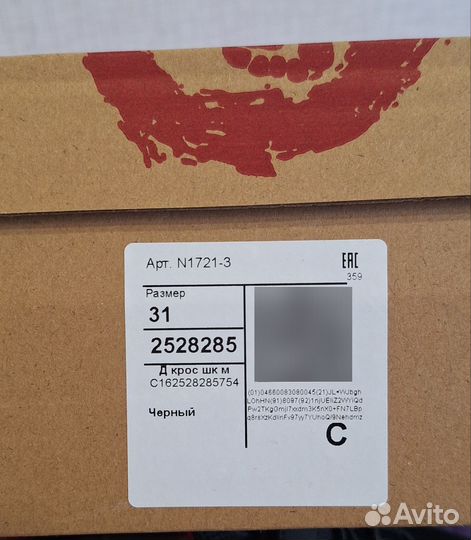 Арт. N1721-3
EAC
359
Размер
31
2528285
Д крос шк м
C162528285754
Черный
C
Avito